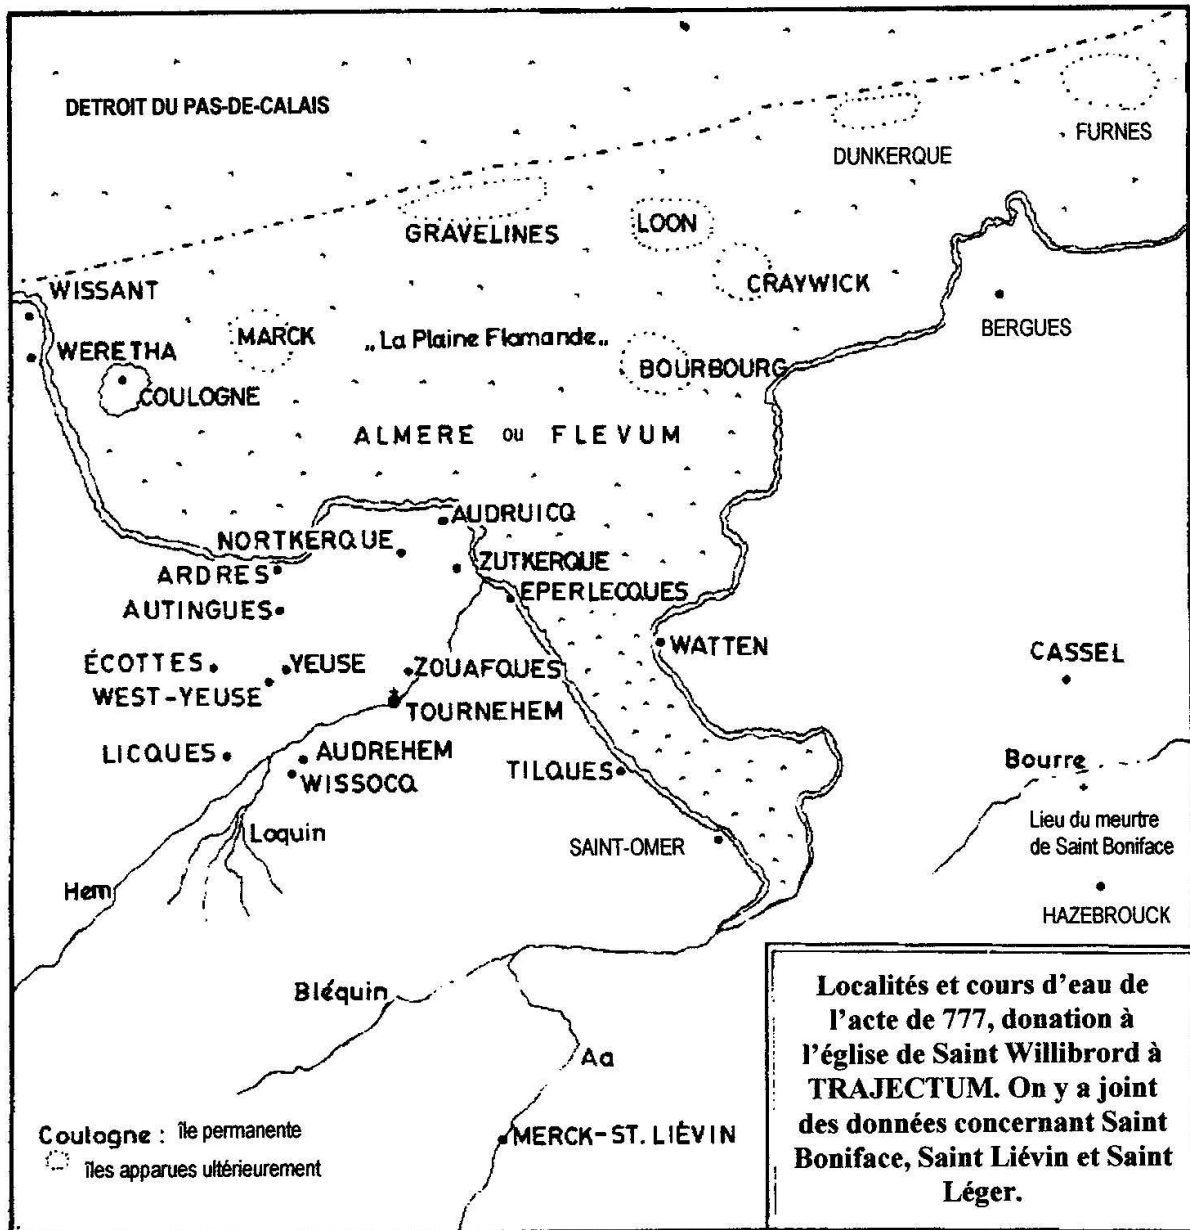 DETROIT DU PAS-DE-CALAIS
FURNES
DUNKERQUE
LOON
GRAVELINES
CRAYWICK
WISSANT
BERGUES
MARCK
„La Plaine Flamande„
WERETHA
BOURBOURG
COULOGNE
ALMERE ou FLEVUM
AUDRUICQ
NORTKERQUE
ZUTKERQUE
ARDRES
EPERLECQUES
AUTINGUES
WATTEN
CASSEL
ÉCOTTES
YEUSE
ZOUAFQUES
WEST-YEUSE
TOURNEHEM
LICQUES
AUDREHEM
WISSOCQ
TILQUES
Bourre
Loquin
SAINT-OMER
Lieu du meurtre
de Saint Boniface
Hem
HAZEBROUCK
Bléquin
Aa
MERCK-ST. LIÉVIN
Coulogne : île permanente
îles apparues ultérieurement
Localités et cours d'eau de
l'acte de 777, donation à
l'église de Saint Willibrord à
TRAJECTUM. On y a joint
des données concernant Saint
Boniface, Saint Liévin et Saint
Léger.